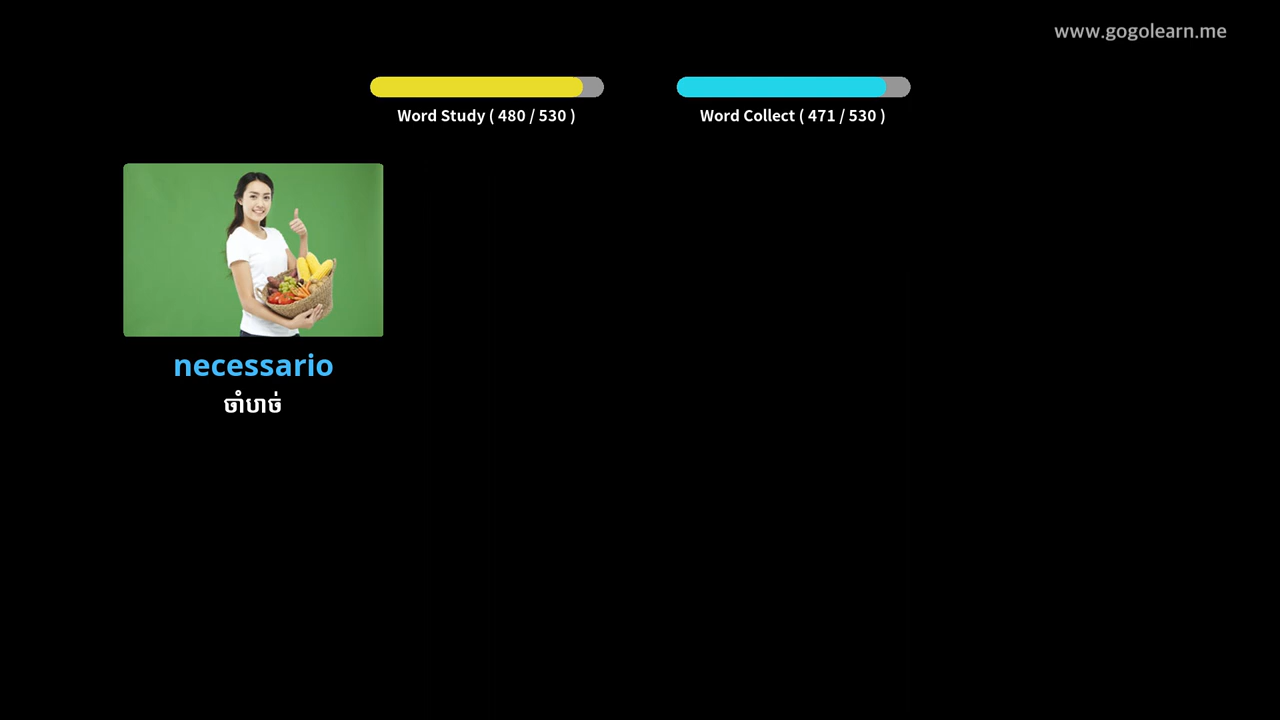 www.gogolearn.me
Word Study ( 480 / 530 )
Word Collect ( 471 / 530 )
necessario
ចាំបាច់